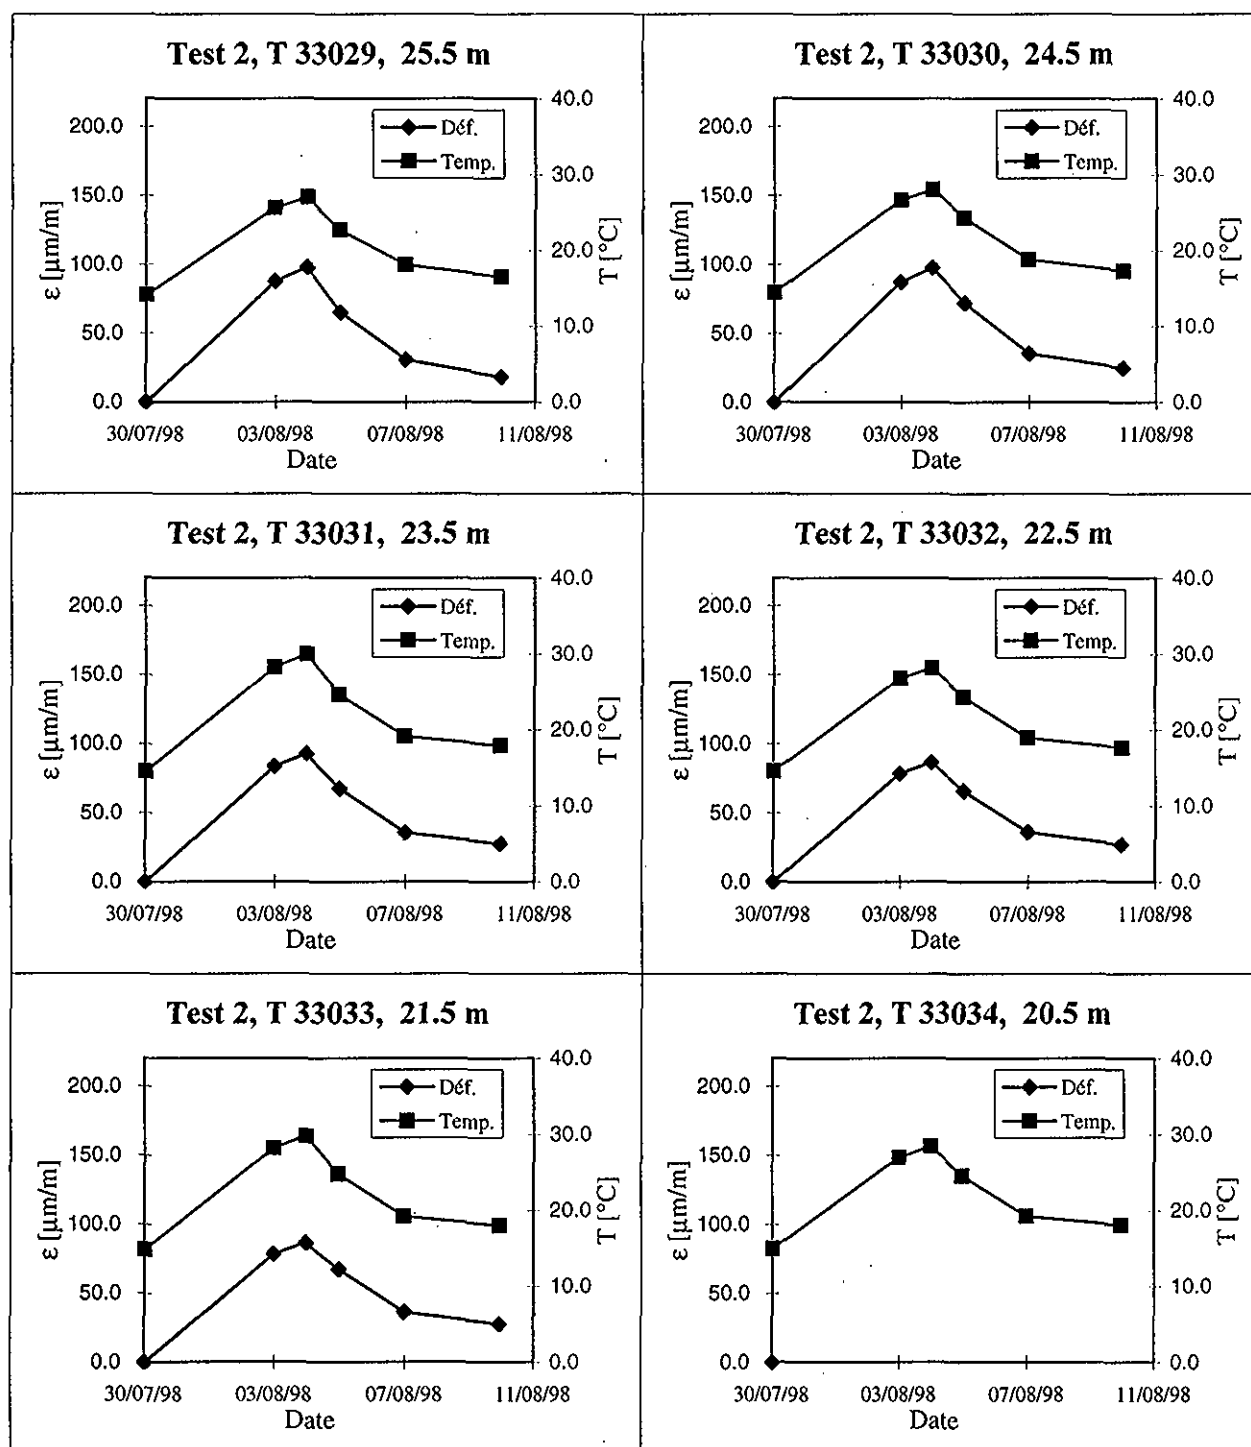 Test 2, T 33029, 25.5 m
ε [µm/m]
200.0
150.0
100.0
50.0
0.0
Déf.
Temp.
40.0
30.0
20.0
10.0
0.0
T [°C]
30/07/98 03/08/98 07/08/98 11/08/98
Date
Test 2, T 33030, 24.5 m
ε [µm/m]
200.0
150.0
100.0
50.0
0.0
Déf.
Temp.
40.0
30.0
20.0
10.0
0.0
T [°C]
30/07/98 03/08/98 07/08/98 11/08/98
Date
Test 2, T 33031, 23.5 m
ε [µm/m]
200.0
150.0
100.0
50.0
0.0
Déf.
Temp.
40.0
30.0
20.0
10.0
0.0
T [°C]
30/07/98 03/08/98 07/08/98 11/08/98
Date
Test 2, T 33032, 22.5 m
ε [µm/m]
200.0
150.0
100.0
50.0
0.0
Déf.
Temp.
40.0
30.0
20.0
10.0
0.0
T [°C]
30/07/98 03/08/98 07/08/98 11/08/98
Date
Test 2, T 33033, 21.5 m
ε [µm/m]
200.0
150.0
100.0
50.0
0.0
Déf.
Temp.
40.0
30.0
20.0
10.0
0.0
T [°C]
30/07/98 03/08/98 07/08/98 11/08/98
Date
Test 2, T 33034, 20.5 m
ε [µm/m]
200.0
150.0
100.0
50.0
0.0
Déf.
Temp.
40.0
30.0
20.0
10.0
0.0
T [°C]
30/07/98 03/08/98 07/08/98 11/08/98
Date